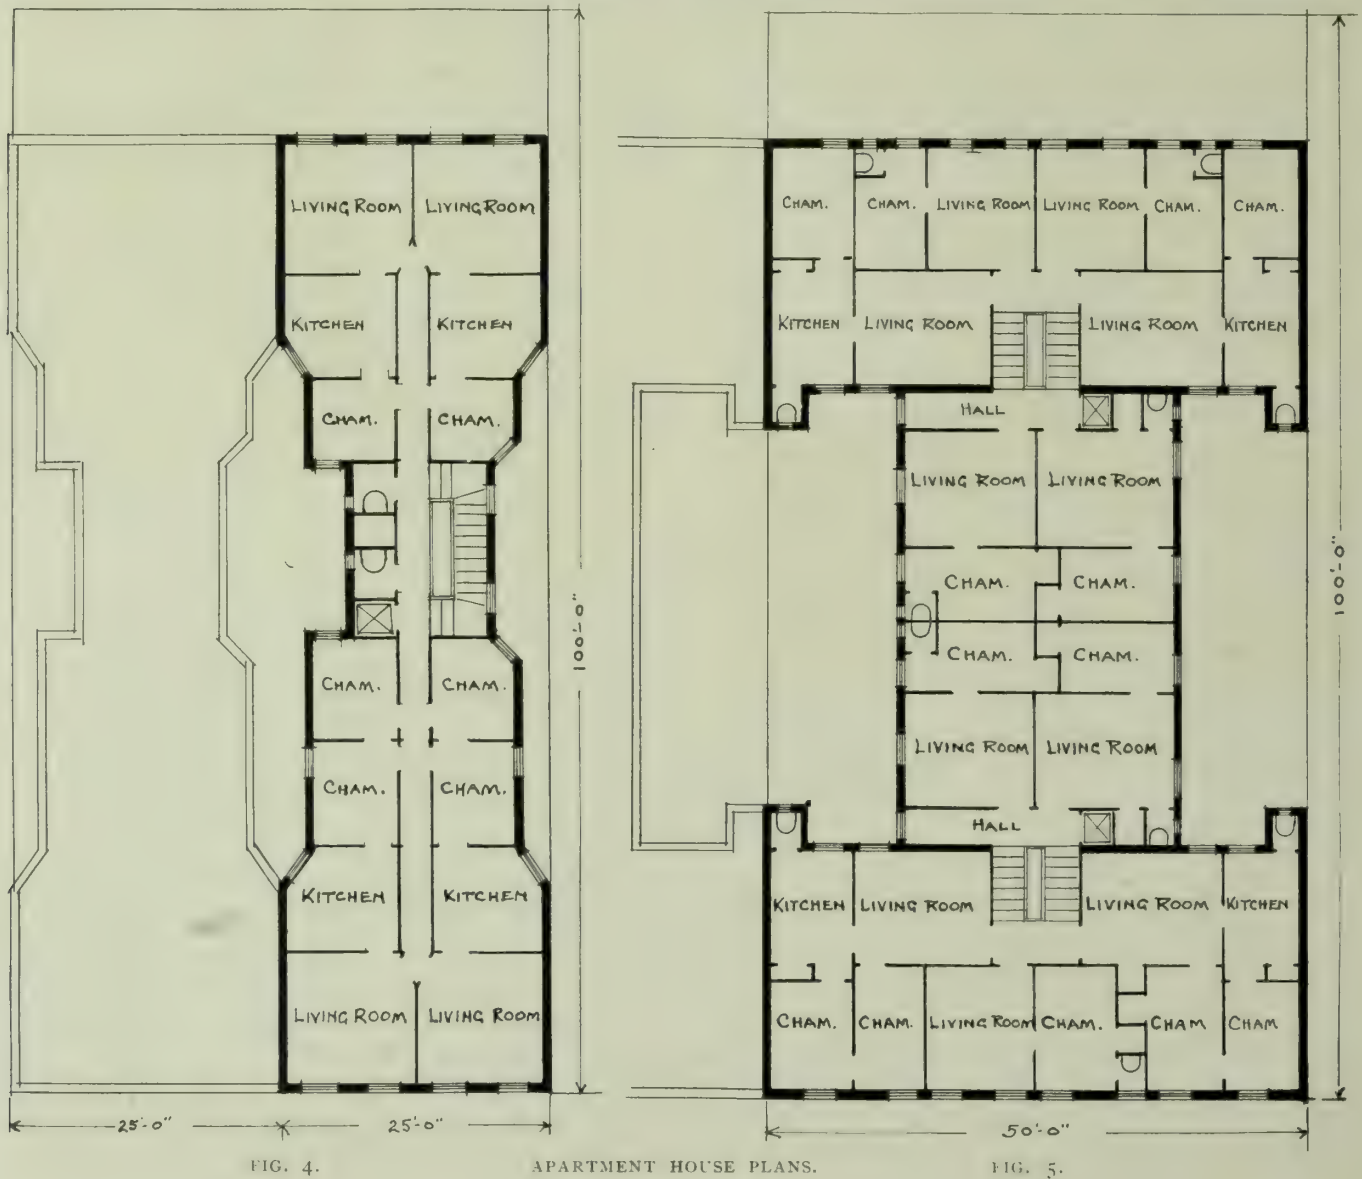 LIVING ROOM LIVING ROOM
KITCHEN KITCHEN
CHAM. CHAM.
CHAM. CHAM.
CHAM. CHAM.
KITCHEN KITCHEN
LIVING ROOM LIVING ROOM
25'-0" 25'-0"
100'-0"
FIG. 4.
CHAM. CHAM. LIVING ROOM LIVING ROOM CHAM. CHAM.
KITCHEN LIVING ROOM LIVING ROOM KITCHEN
HALL
LIVING ROOM LIVING ROOM
CHAM. CHAM.
CHAM. CHAM.
LIVING ROOM LIVING ROOM
HALL
KITCHEN LIVING ROOM LIVING ROOM KITCHEN
CHAM. CHAM. LIVING ROOM CHAM. CHAM CHAM
50'-0"
100'-0"
APARTMENT HOUSE PLANS.
FIG. 5.